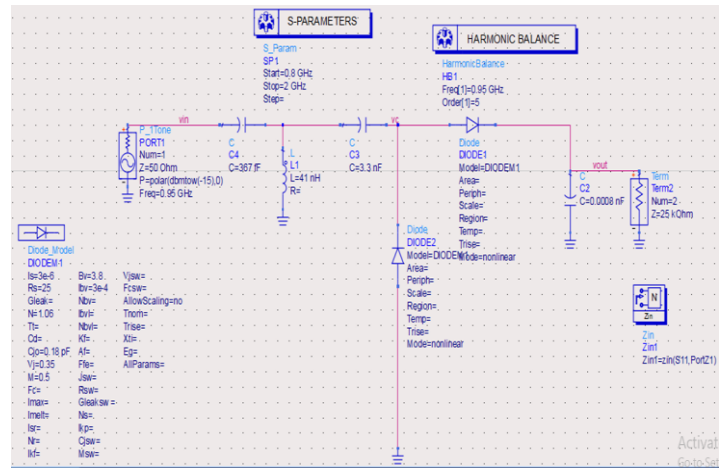 S-PARAMETERS
S_Param
SP1
Start=0.8 GHz
Stop=2 GHz
Step=
HARMONIC BALANCE
HarmonicBalance
HB1
Freq[1]=0.95 GHz
Order[1]=5
vin
vc
vout
P_1Tone
PORT1
Num=1
Z=50 Ohm
P=polar(dbmtow(-15),0)
Freq=0.95 GHz
C
C4
C=367 fF
L
L1
L=41 nH
R=
C
C3
C=3.3 nF
Diode
DIODE1
Model=DIODEM1
Area=
Periph=
Scale=
Region=
Temp=
Trise=
Mode=nonlinear
C
C2
C=0.0008 nF
Term
Term2
Num=2
Z=25 kOhm
Diode
DIODE2
Model=DIODEM1
Area=
Periph=
Scale=
Region=
Temp=
Trise=
Mode=nonlinear
N
Zin
Zin
Zin1
Zin1=zin(S11,PortZ1)
Diode_Model
DIODEM1
Is=3e-6 Bv=3.8 Vjsw=
Rs=25 Ibv=3e-4 Fcsw=
Gleak= Nbv= AllowScaling=no
N=1.06 Ibvl= Tnom=
Tt= Nbvl= Trise=
Cd= Kf= Xti=
Cjo=0.18 pF Af= Eg=
Vj=0.35 Ffe= AllParams=
M=0.5 Jsw=
Fc= Rsw=
Imax= Gleaksw=
Imelt= Ns=
Isr= Ikp=
Nr= Cjsw=
Ikf= Msw=
Activat
Go to Set